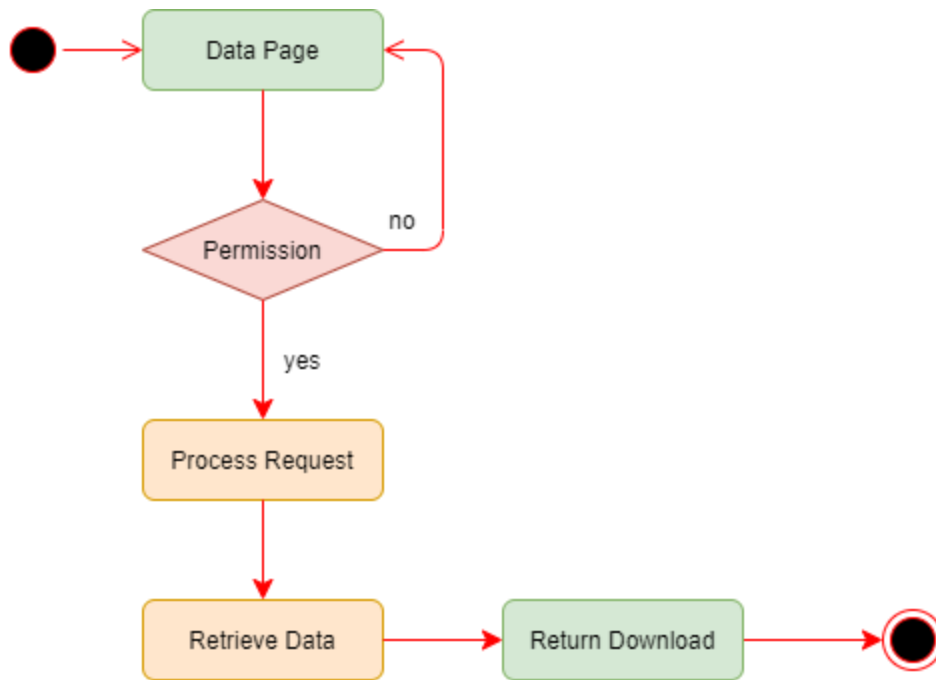 Data Page
Permission
no
yes
Process Request
Retrieve Data
Return Download